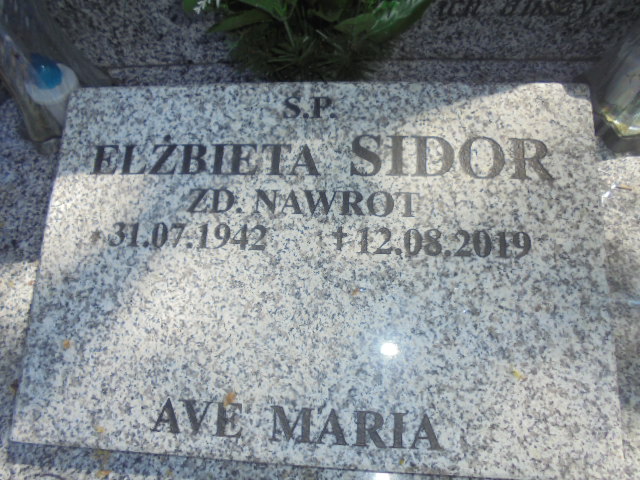 S.P.
ELŻBIETA SIDOR
ZD. NAWROT
* 31.07.1942 † 12.08.2019
AVE MARIA